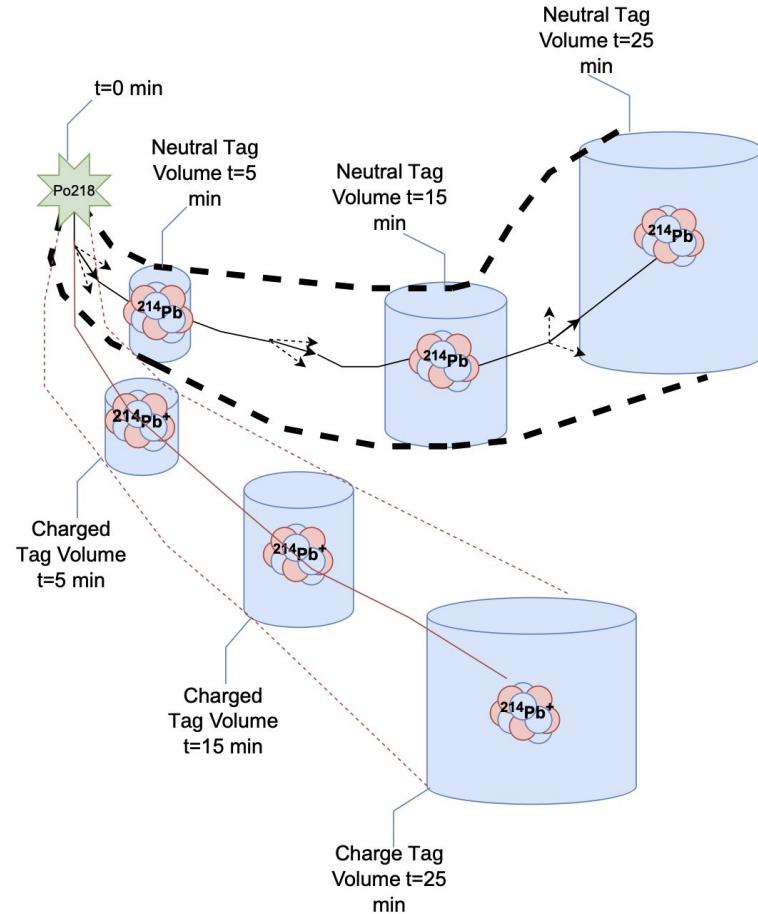 Neutral Tag
Volume t=25
min
t=0 min
Neutral Tag
Volume t=5
min
Neutral Tag
Volume t=15
min
Po218
²¹⁴Pb
²¹⁴Pb
²¹⁴Pb
²¹⁴Pb⁺
Charged
Tag Volume
t=5 min
²¹⁴Pb⁺
Charged
Tag Volume
t=15 min
²¹⁴Pb⁺
Charge Tag
Volume t=25
min